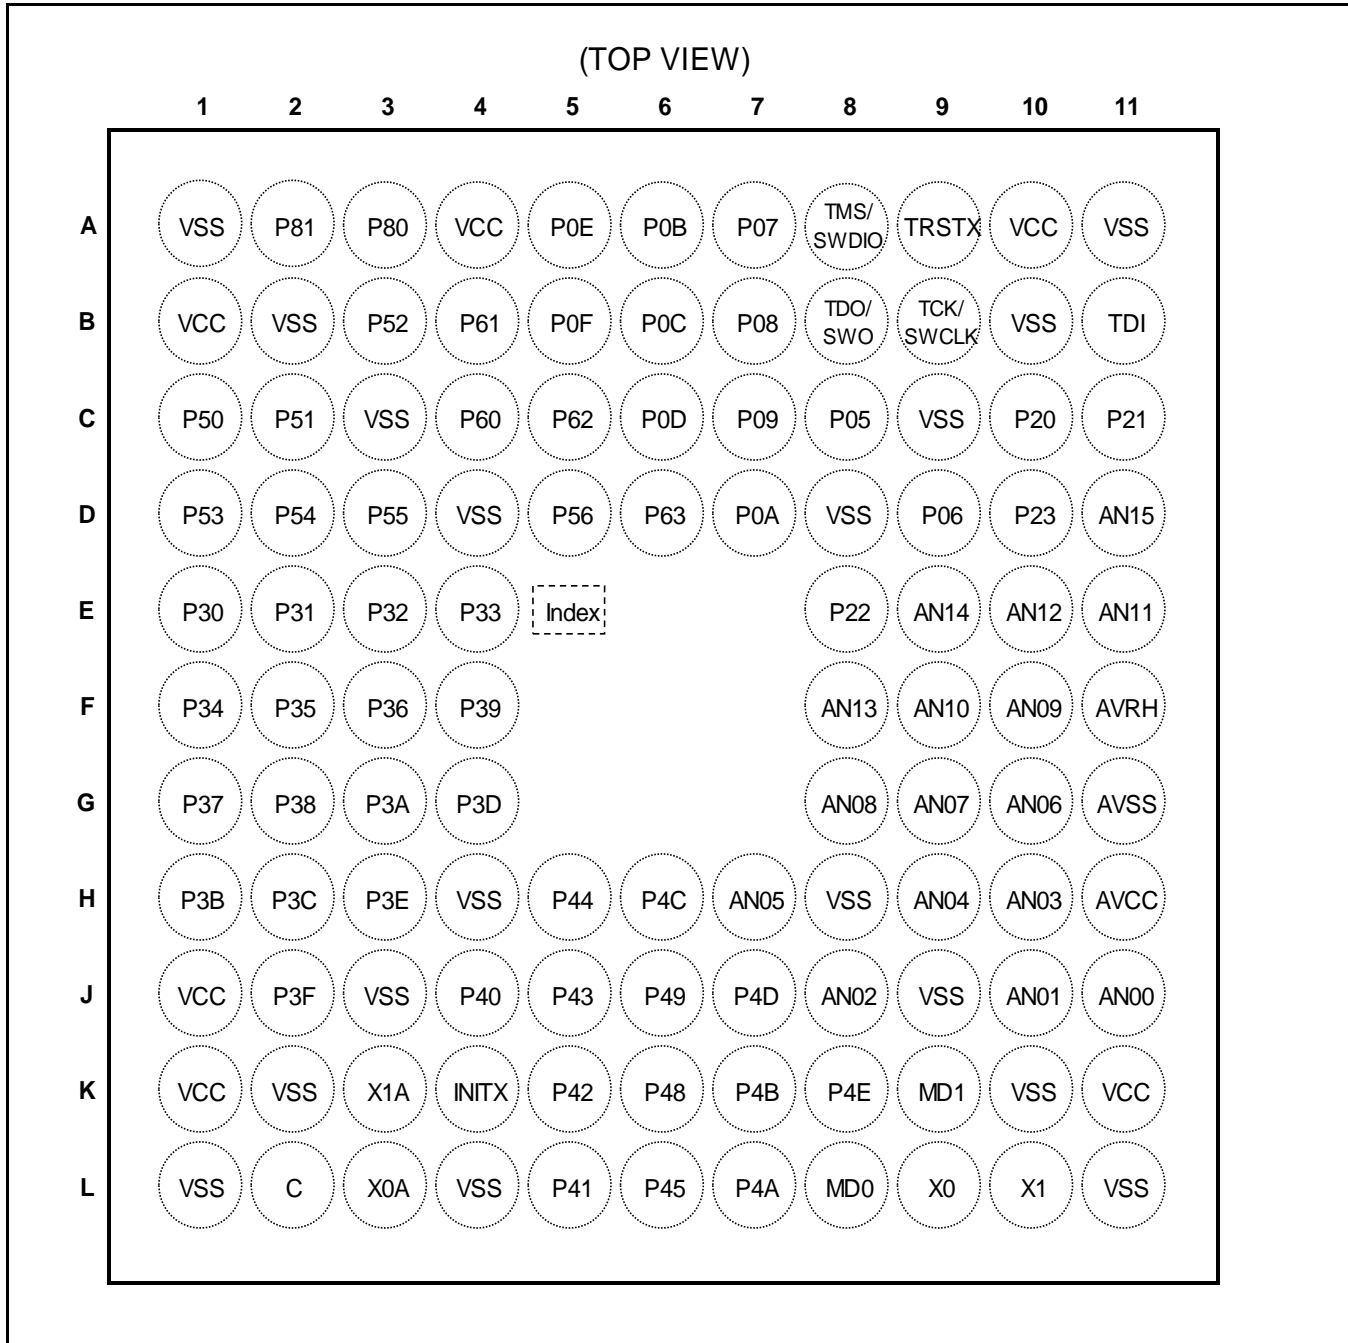 (TOP VIEW)
1 2 3 4 5 6 7 8 9 10 11
A VSS P81 P80 VCC P0E P0B P07 TMS/ SWDIO TRSTX VCC VSS
B VCC VSS P52 P61 P0F P0C P08 TDO/ SWO TCK/ SWCLK VSS TDI
C P50 P51 VSS P60 P62 P0D P09 P05 VSS P20 P21
D P53 P54 P55 VSS P56 P63 P0A VSS P06 P23 AN15
E P30 P31 P32 P33 Index P22 AN14 AN12 AN11
F P34 P35 P36 P39 AN13 AN10 AN09 AVRH
G P37 P38 P3A P3D AN08 AN07 AN06 AVSS
H P3B P3C P3E VSS P44 P4C AN05 VSS AN04 AN03 AVCC
J VCC P3F VSS P40 P43 P49 P4D AN02 VSS AN01 AN00
K VCC VSS X1A INITX P42 P48 P4B P4E MD1 VSS VCC
L VSS C X0A VSS P41 P45 P4A MD0 X0 X1 VSS